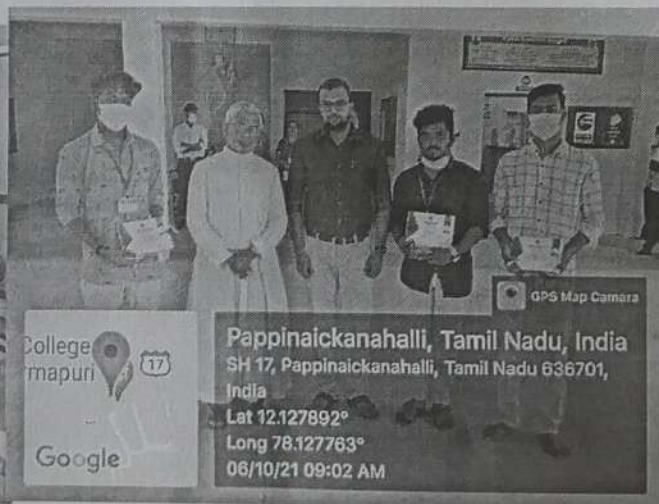 GPS Map Camara
College
rmapuri
17
Google
Pappinaickanahalli, Tamil Nadu, India
SH 17, Pappinaickanahalli, Tamil Nadu 636701,
India
Lat 12.127892°
Long 78.127763°
06/10/21 09:02 AM